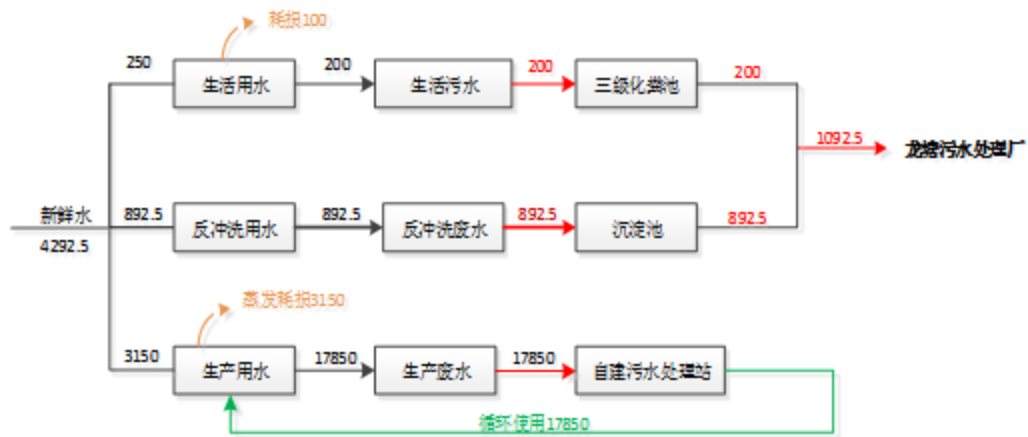 耗损100
250
生活用水
200
生活污水
200
三级化粪池
200
1092.5
龙塘污水处理厂
新鲜水
4292.5
892.5
反冲洗用水
892.5
反冲洗废水
892.5
沉淀池
892.5
蒸发耗损3150
3150
生产用水
17850
生产废水
17850
自建污水处理站
循环使用17850